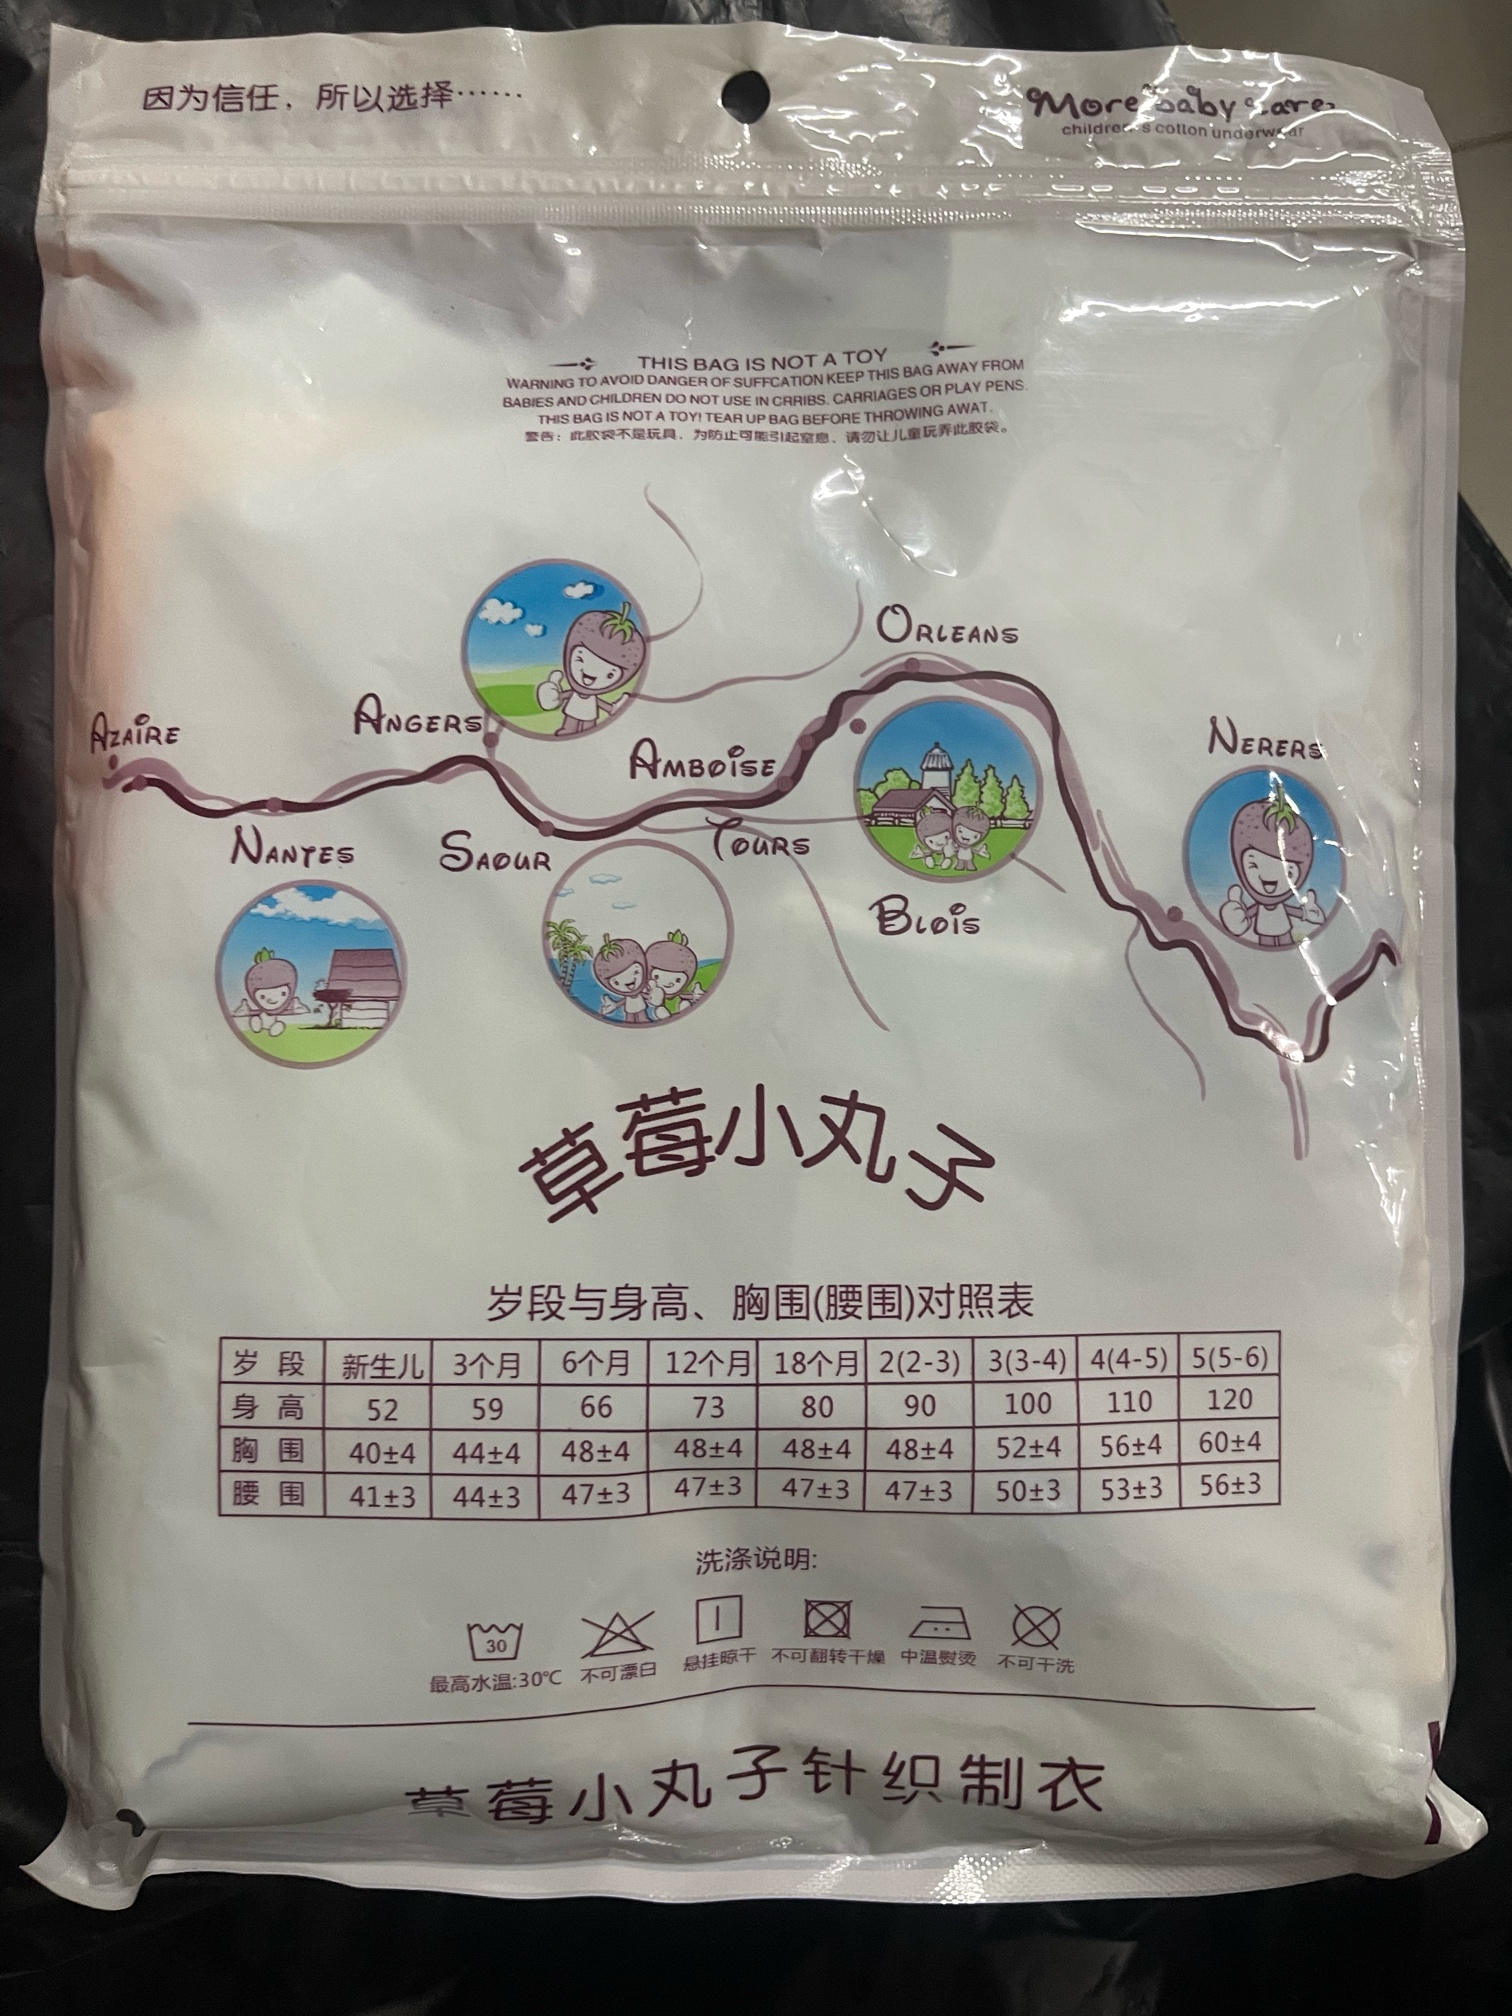 因为信任，所以选择……
More baby care
children's cotton underwear
THIS BAG IS NOT A TOY
WARNING TO AVOID DANGER OF SUFFCATION KEEP THIS BAG AWAY FROM
BABIES AND CHILDREN DO NOT USE IN CRRIBS. CARRIAGES OR PLAY PENS.
THIS BAG IS NOT A TOY! TEAR UP BAG BEFORE THROWING AWAT.
警告：此胶袋不是玩具，为防止可能引起窒息，请勿让儿童玩弄此胶袋。
ORLEANS
AZAIRE
ANGERS
NERERS
AMBOISE
NANTES
SAOUR
TOURS
BLOIS
草莓小丸子
岁段与身高、胸围(腰围)对照表
岁 段 新生儿 3个月 6个月 12个月 18个月 2(2-3) 3(3-4) 4(4-5) 5(5-6)
身 高 52 59 66 73 80 90 100 110 120
胸 围 40±4 44±4 48±4 48±4 48±4 48±4 52±4 56±4 60±4
腰 围 41±3 44±3 47±3 47±3 47±3 47±3 50±3 53±3 56±3
洗涤说明:
30
最高水温:30℃ 不可漂白 悬挂晾干 不可翻转干燥 中温熨烫 不可干洗
草莓小丸子针织制衣